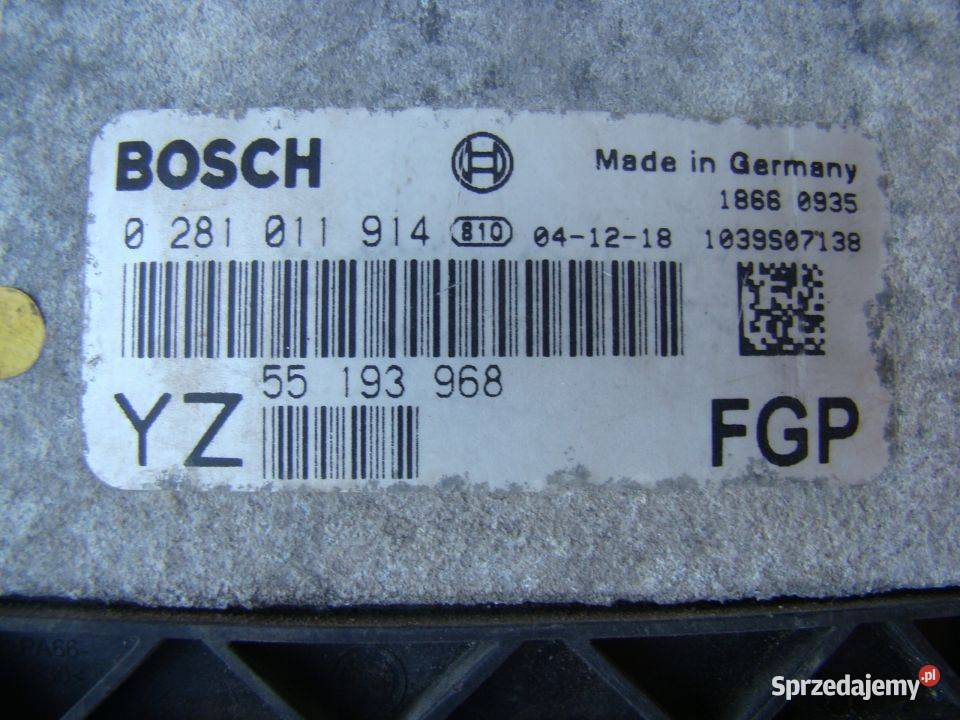 BOSCH
Made in Germany
1866 0935
0 281 011 914 810 04-12-18 1039S07138
55 193 968
YZ
FGP
PA66-
Sprzedajemy.pl